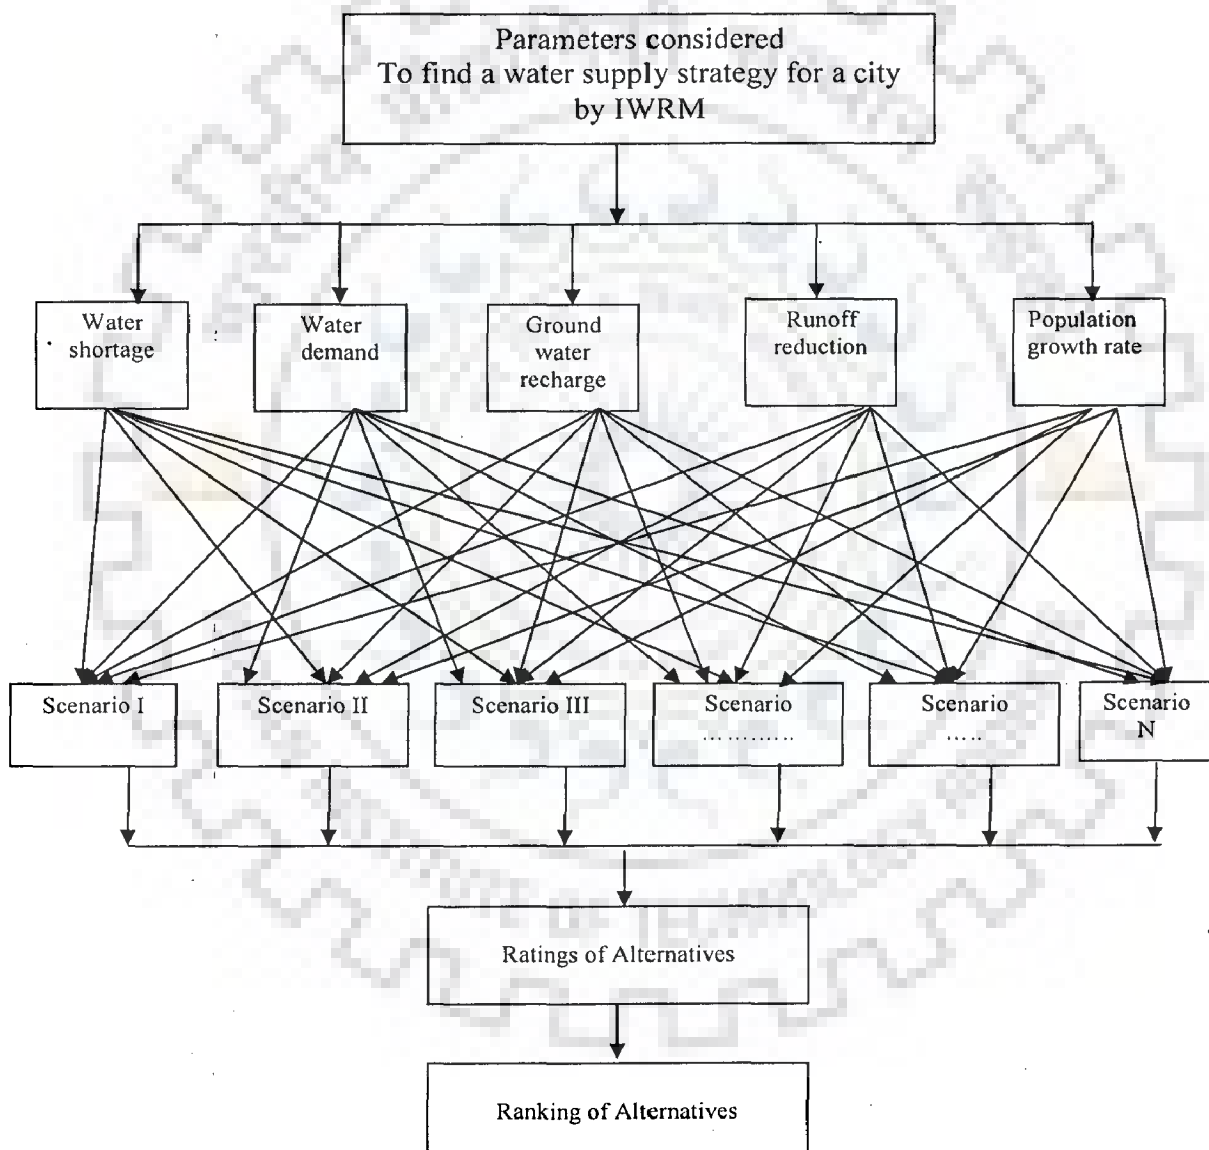 Parameters considered
To find a water supply strategy for a city
by IWRM
Water
shortage
Water
demand
Ground
water
recharge
Runoff
reduction
Population
growth rate
Scenario I
Scenario II
Scenario III
Scenario
............
Scenario
.....
Scenario
N
Ratings of Alternatives
Ranking of Alternatives